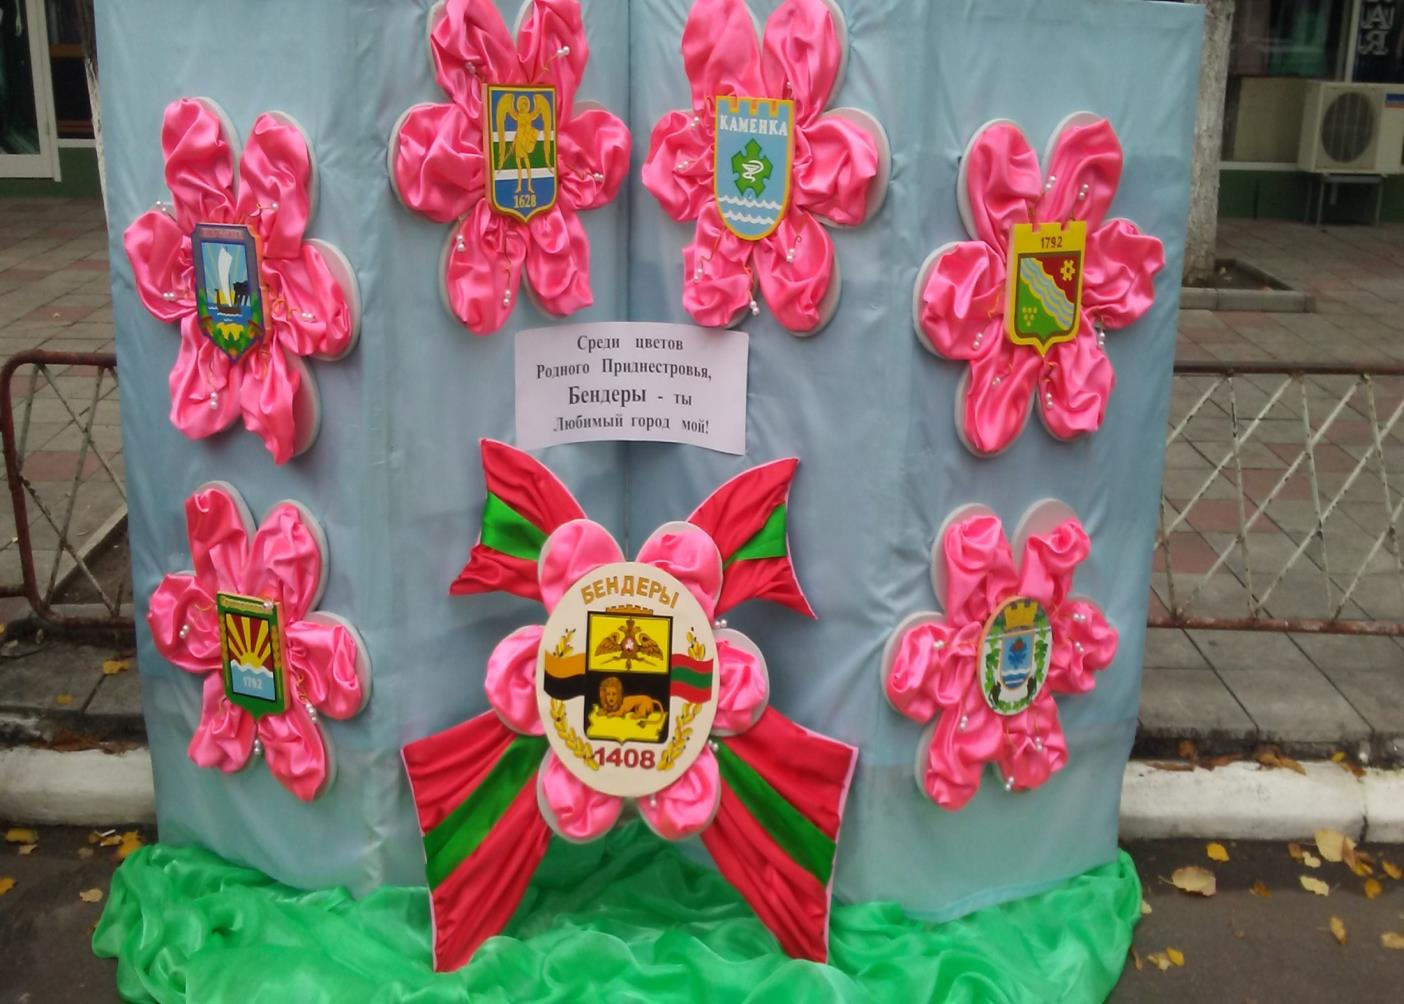 1628
КАМЕНКА
1792
Среди цветов
Родного Приднестровья,
Бендеры - ты
Любимый город мой!
1792
БЕНДЕРЫ
1408